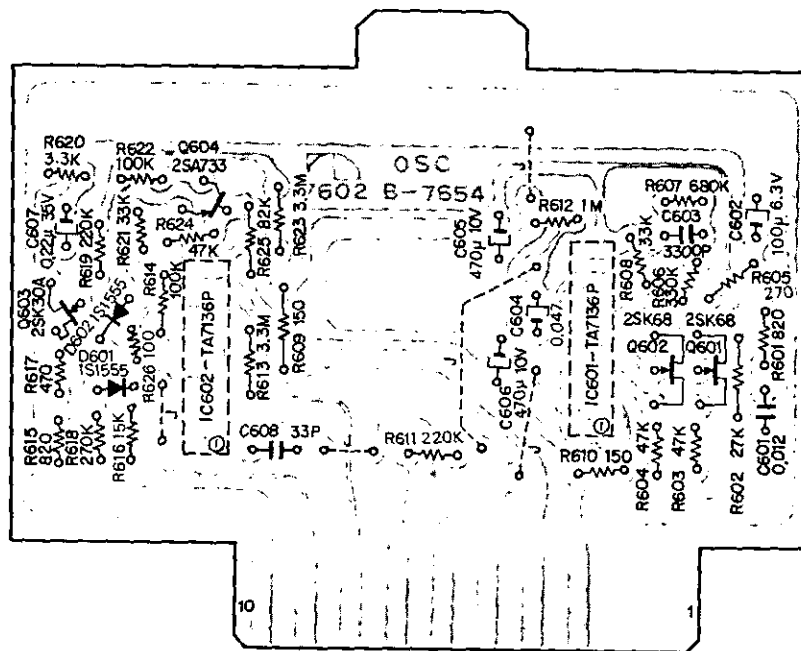 OSC
7602 B-7654
R620
3.3K
R622
100K
Q604
2SA733
C607
0.22μ 35V
R619 220K
R621 33K
R624
47K
R625 82K
R623 3.3M
C605
470μ 10V
R612 1M
R607 680K
C603
3300P
C602
100μ 6.3V
R608 33K
R606
330K
R605
270
Q603
2SK30A
D602 1S1555
R614
100K
IC602-TA7136P
R613 3.3M
R609 150
C604
0.047
C606
470μ 10V
IC601-TA7136P
2SK68
Q602
2SK68
Q601
R601 820
R617
470
D601
1S1555
R626 100
R615
820
R618
270K
R616 15K
C608 33P
R611 220K
R610 150
R604 47K
R603 47K
R602 27K
C601
0.012
J
J
J
J
1
1
10
1